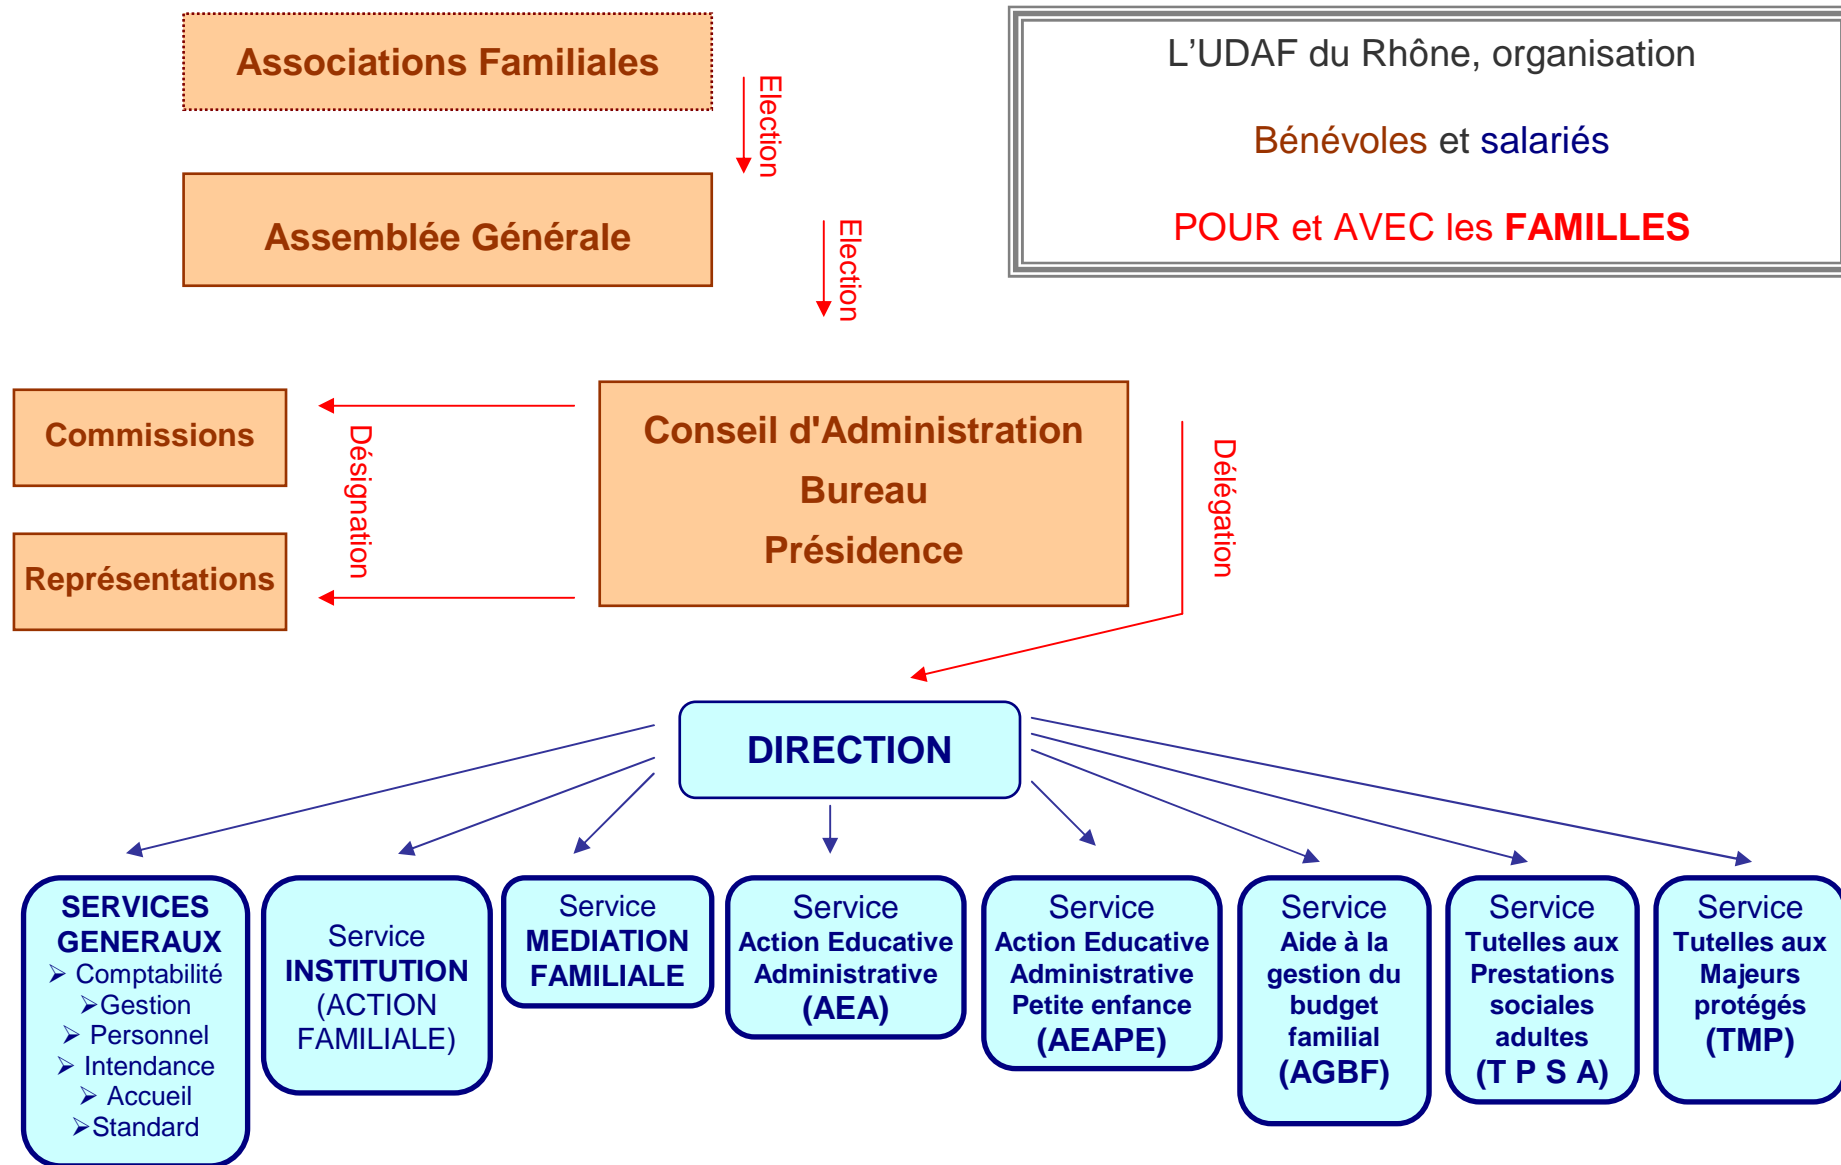 Associations Familiales
Election
L'UDAF du Rhône, organisation
Bénévoles et salariés
POUR et AVEC les FAMILLES
Assemblée Générale
Election
Commissions
Représentations
Désignation
Conseil d'Administration
Bureau
Présidence
Délégation
DIRECTION
SERVICES
GENERAUX
➢ Comptabilité
➢Gestion
➢ Personnel
➢ Intendance
➢ Accueil
➢Standard
Service
INSTITUTION
(ACTION
FAMILIALE)
Service
MEDIATION
FAMILIALE
Service
Action Educative
Administrative
(AEA)
Service
Action Educative
Administrative
Petite enfance
(AEAPE)
Service
Aide à la
gestion du
budget
familial
(AGBF)
Service
Tutelles aux
Prestations
sociales
adultes
(T P S A)
Service
Tutelles aux
Majeurs
protégés
(TMP)